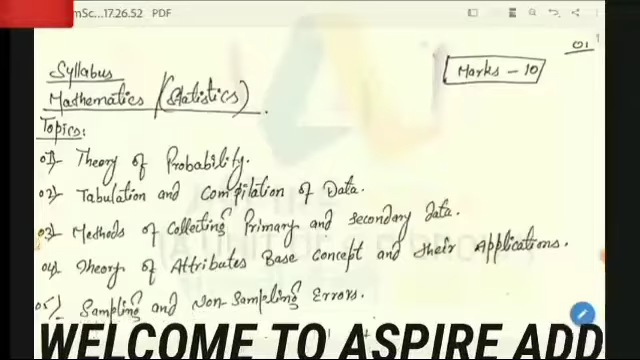 mSc...17.26.52 PDF
01
1
Syllabus
Marks - 10
Mathematics / (Statistics).
Topics:
01) Theory of Probability.
02) Tabulation and Compilation of Data.
03) Methods of Collecting Primary and Secondary data.
04) Theory of Attributes Base Concept and their Applications.
05) Sampling and Non-Sampling Errors.
WELCOME TO ASPIRE ADD